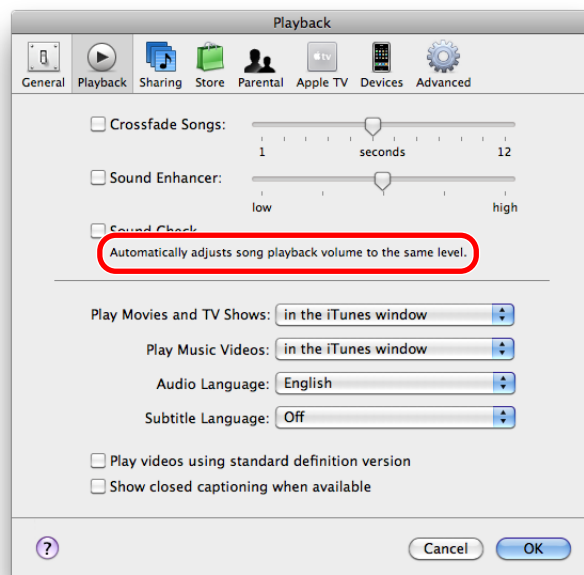 Playback
General Playback Sharing Store Parental Apple TV Devices Advanced
Crossfade Songs:
1 seconds 12
Sound Enhancer:
low high
Sound Check
Automatically adjusts song playback volume to the same level.
Play Movies and TV Shows: in the iTunes window
Play Music Videos: in the iTunes window
Audio Language: English
Subtitle Language: Off
Play videos using standard definition version
Show closed captioning when available
? Cancel OK